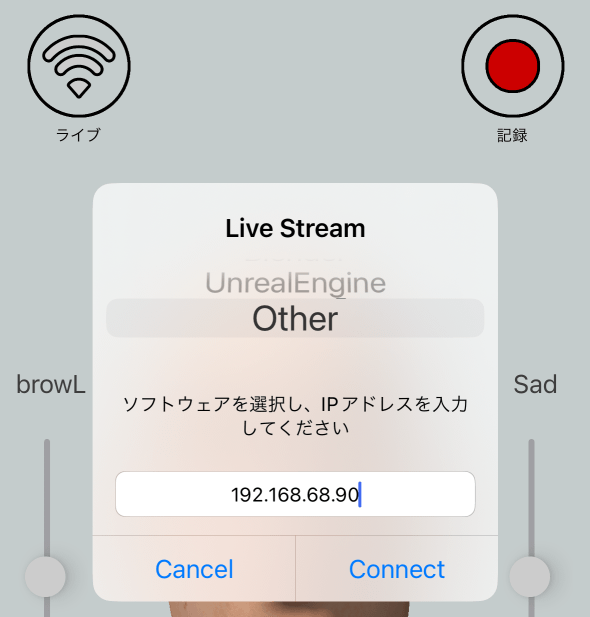 ライブ
記録
Live Stream
UnrealEngine
Other
browL
Sad
ソフトウェアを選択し、IPアドレスを入力
してください
192.168.68.90
Cancel
Connect